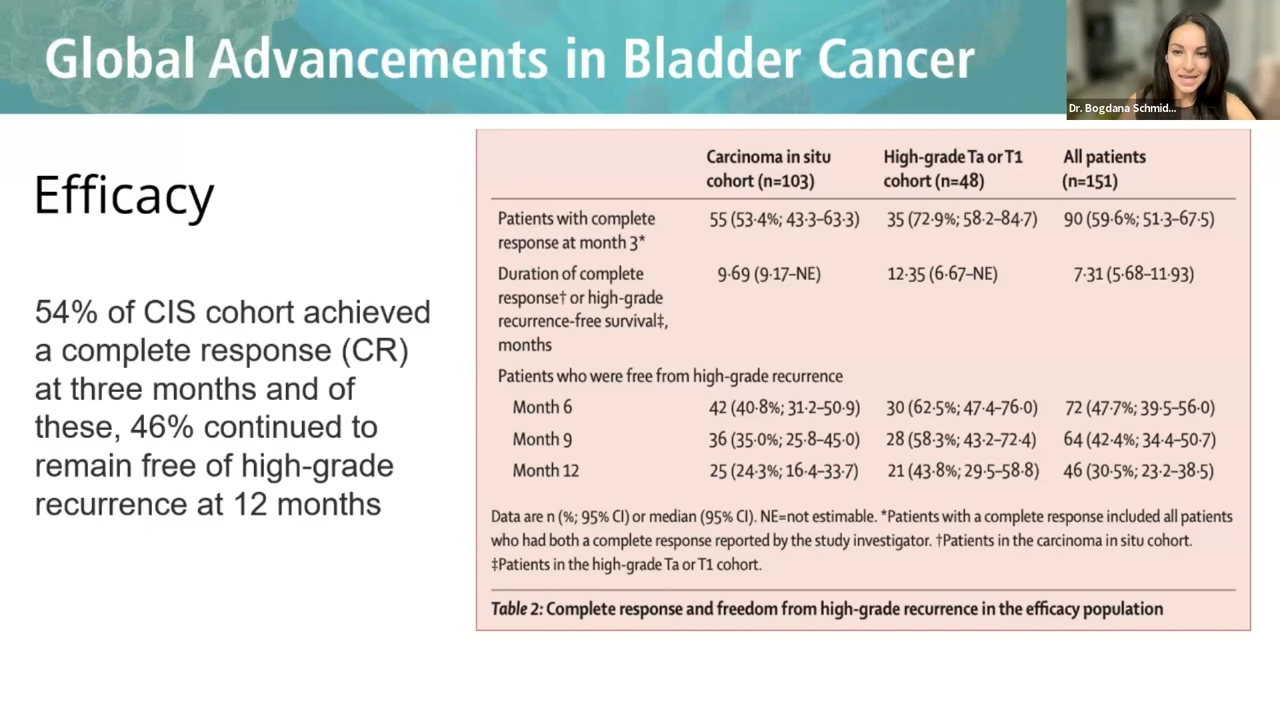 Global Advancements in Bladder Cancer
Dr. Bogdana Schmid...
Efficacy
54% of CIS cohort achieved
a complete response (CR)
at three months and of
these, 46% continued to
remain free of high-grade
recurrence at 12 months
Carcinoma in situ cohort (n=103) High-grade Ta or T1 cohort (n=48) All patients (n=151)
Patients with complete response at month 3* 55 (53·4%; 43·3–63·3) 35 (72·9%; 58·2–84·7) 90 (59·6%; 51·3–67·5)
Duration of complete response† or high-grade recurrence-free survival‡, months 9·69 (9·17–NE) 12·35 (6·67–NE) 7·31 (5·68–11·93)
Patients who were free from high-grade recurrence
Month 6 42 (40·8%; 31·2–50·9) 30 (62·5%; 47·4–76·0) 72 (47·7%; 39·5–56·0)
Month 9 36 (35·0%; 25·8–45·0) 28 (58·3%; 43·2–72·4) 64 (42·4%; 34·4–50·7)
Month 12 25 (24·3%; 16·4–33·7) 21 (43·8%; 29·5–58·8) 46 (30·5%; 23·2–38·5)
Data are n (%; 95% CI) or median (95% CI). NE=not estimable. *Patients with a complete response included all patients
who had both a complete response reported by the study investigator. †Patients in the carcinoma in situ cohort.
‡Patients in the high-grade Ta or T1 cohort.
Table 2: Complete response and freedom from high-grade recurrence in the efficacy population